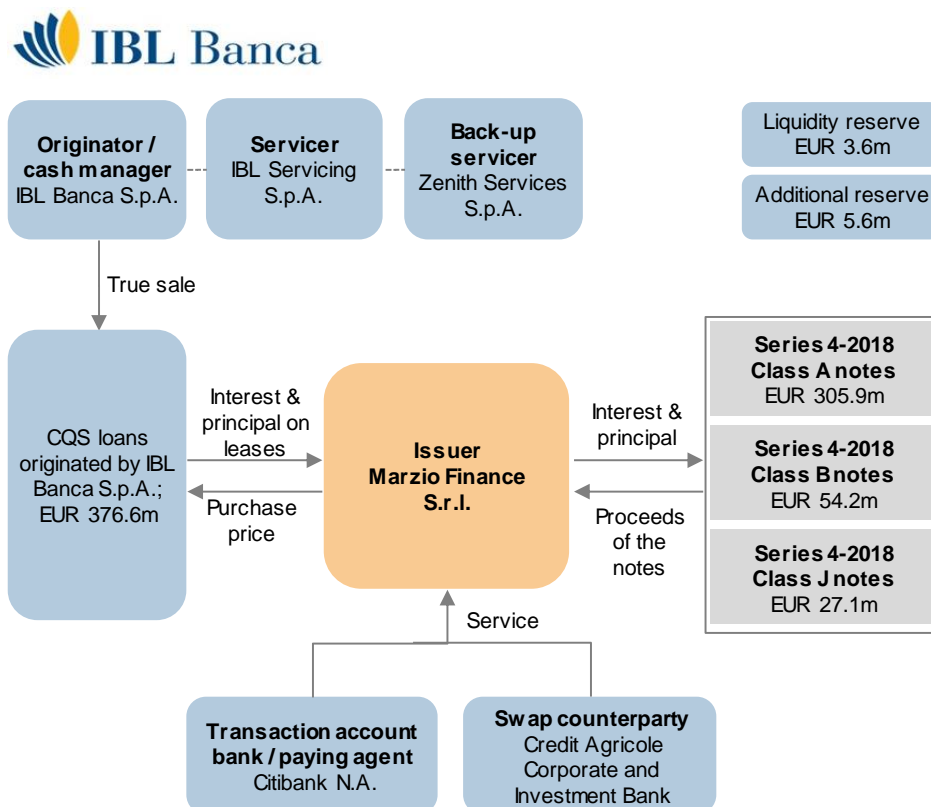 IBL Banca
Originator /
cash manager
IBL Banca S.p.A.
Servicer
IBL Servicing
S.p.A.
Back-up
servicer
Zenith Services
S.p.A.
Liquidity reserve
EUR 3.6m
Additional reserve
EUR 5.6m
True sale
CQS loans
originated by IBL
Banca S.p.A.;
EUR 376.6m
Interest &
principal on
leases
Purchase
price
Issuer
Marzio Finance
S.r.l.
Interest &
principal
Proceeds
of the
notes
Series 4-2018
Class A notes
EUR 305.9m
Series 4-2018
Class B notes
EUR 54.2m
Series 4-2018
Class J notes
EUR 27.1m
Service
Transaction account
bank / paying agent
Citibank N.A.
Swap counterparty
Credit Agricole
Corporate and
Investment Bank